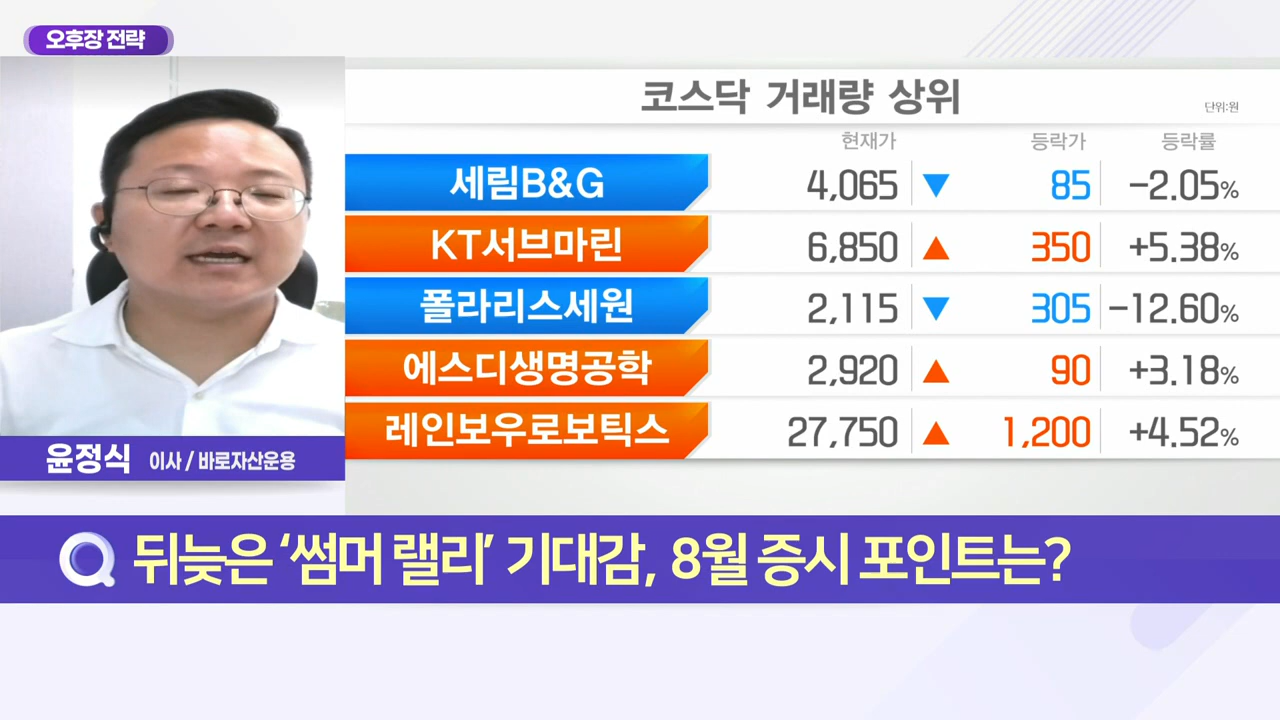 오후장 전략
코스닥 거래량 상위
단위:원
현재가 등락가 등락률
세림B&G 4,065 ▼ 85 -2.05%
KT서브마린 6,850 ▲ 350 +5.38%
폴라리스세원 2,115 ▼ 305 -12.60%
에스디생명공학 2,920 ▲ 90 +3.18%
레인보우로보틱스 27,750 ▲ 1,200 +4.52%
윤정식 이사 / 바로자산운용
Q 뒤늦은 ‘썸머 랠리’ 기대감, 8월 증시 포인트는?